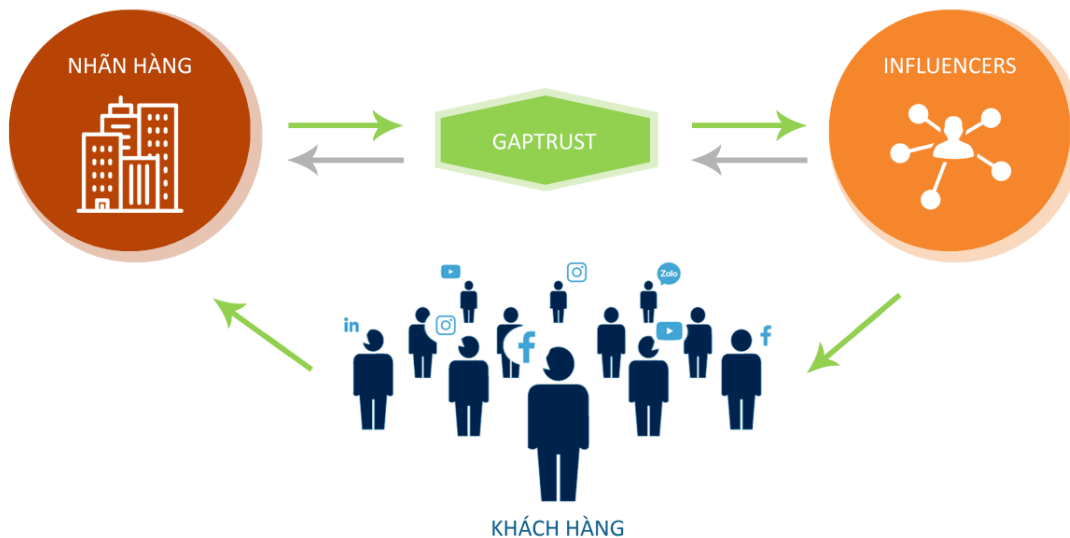 NHÃN HÀNG
INFLUENCERS
GAPTRUST
Zalo
in
f
f
KHÁCH HÀNG